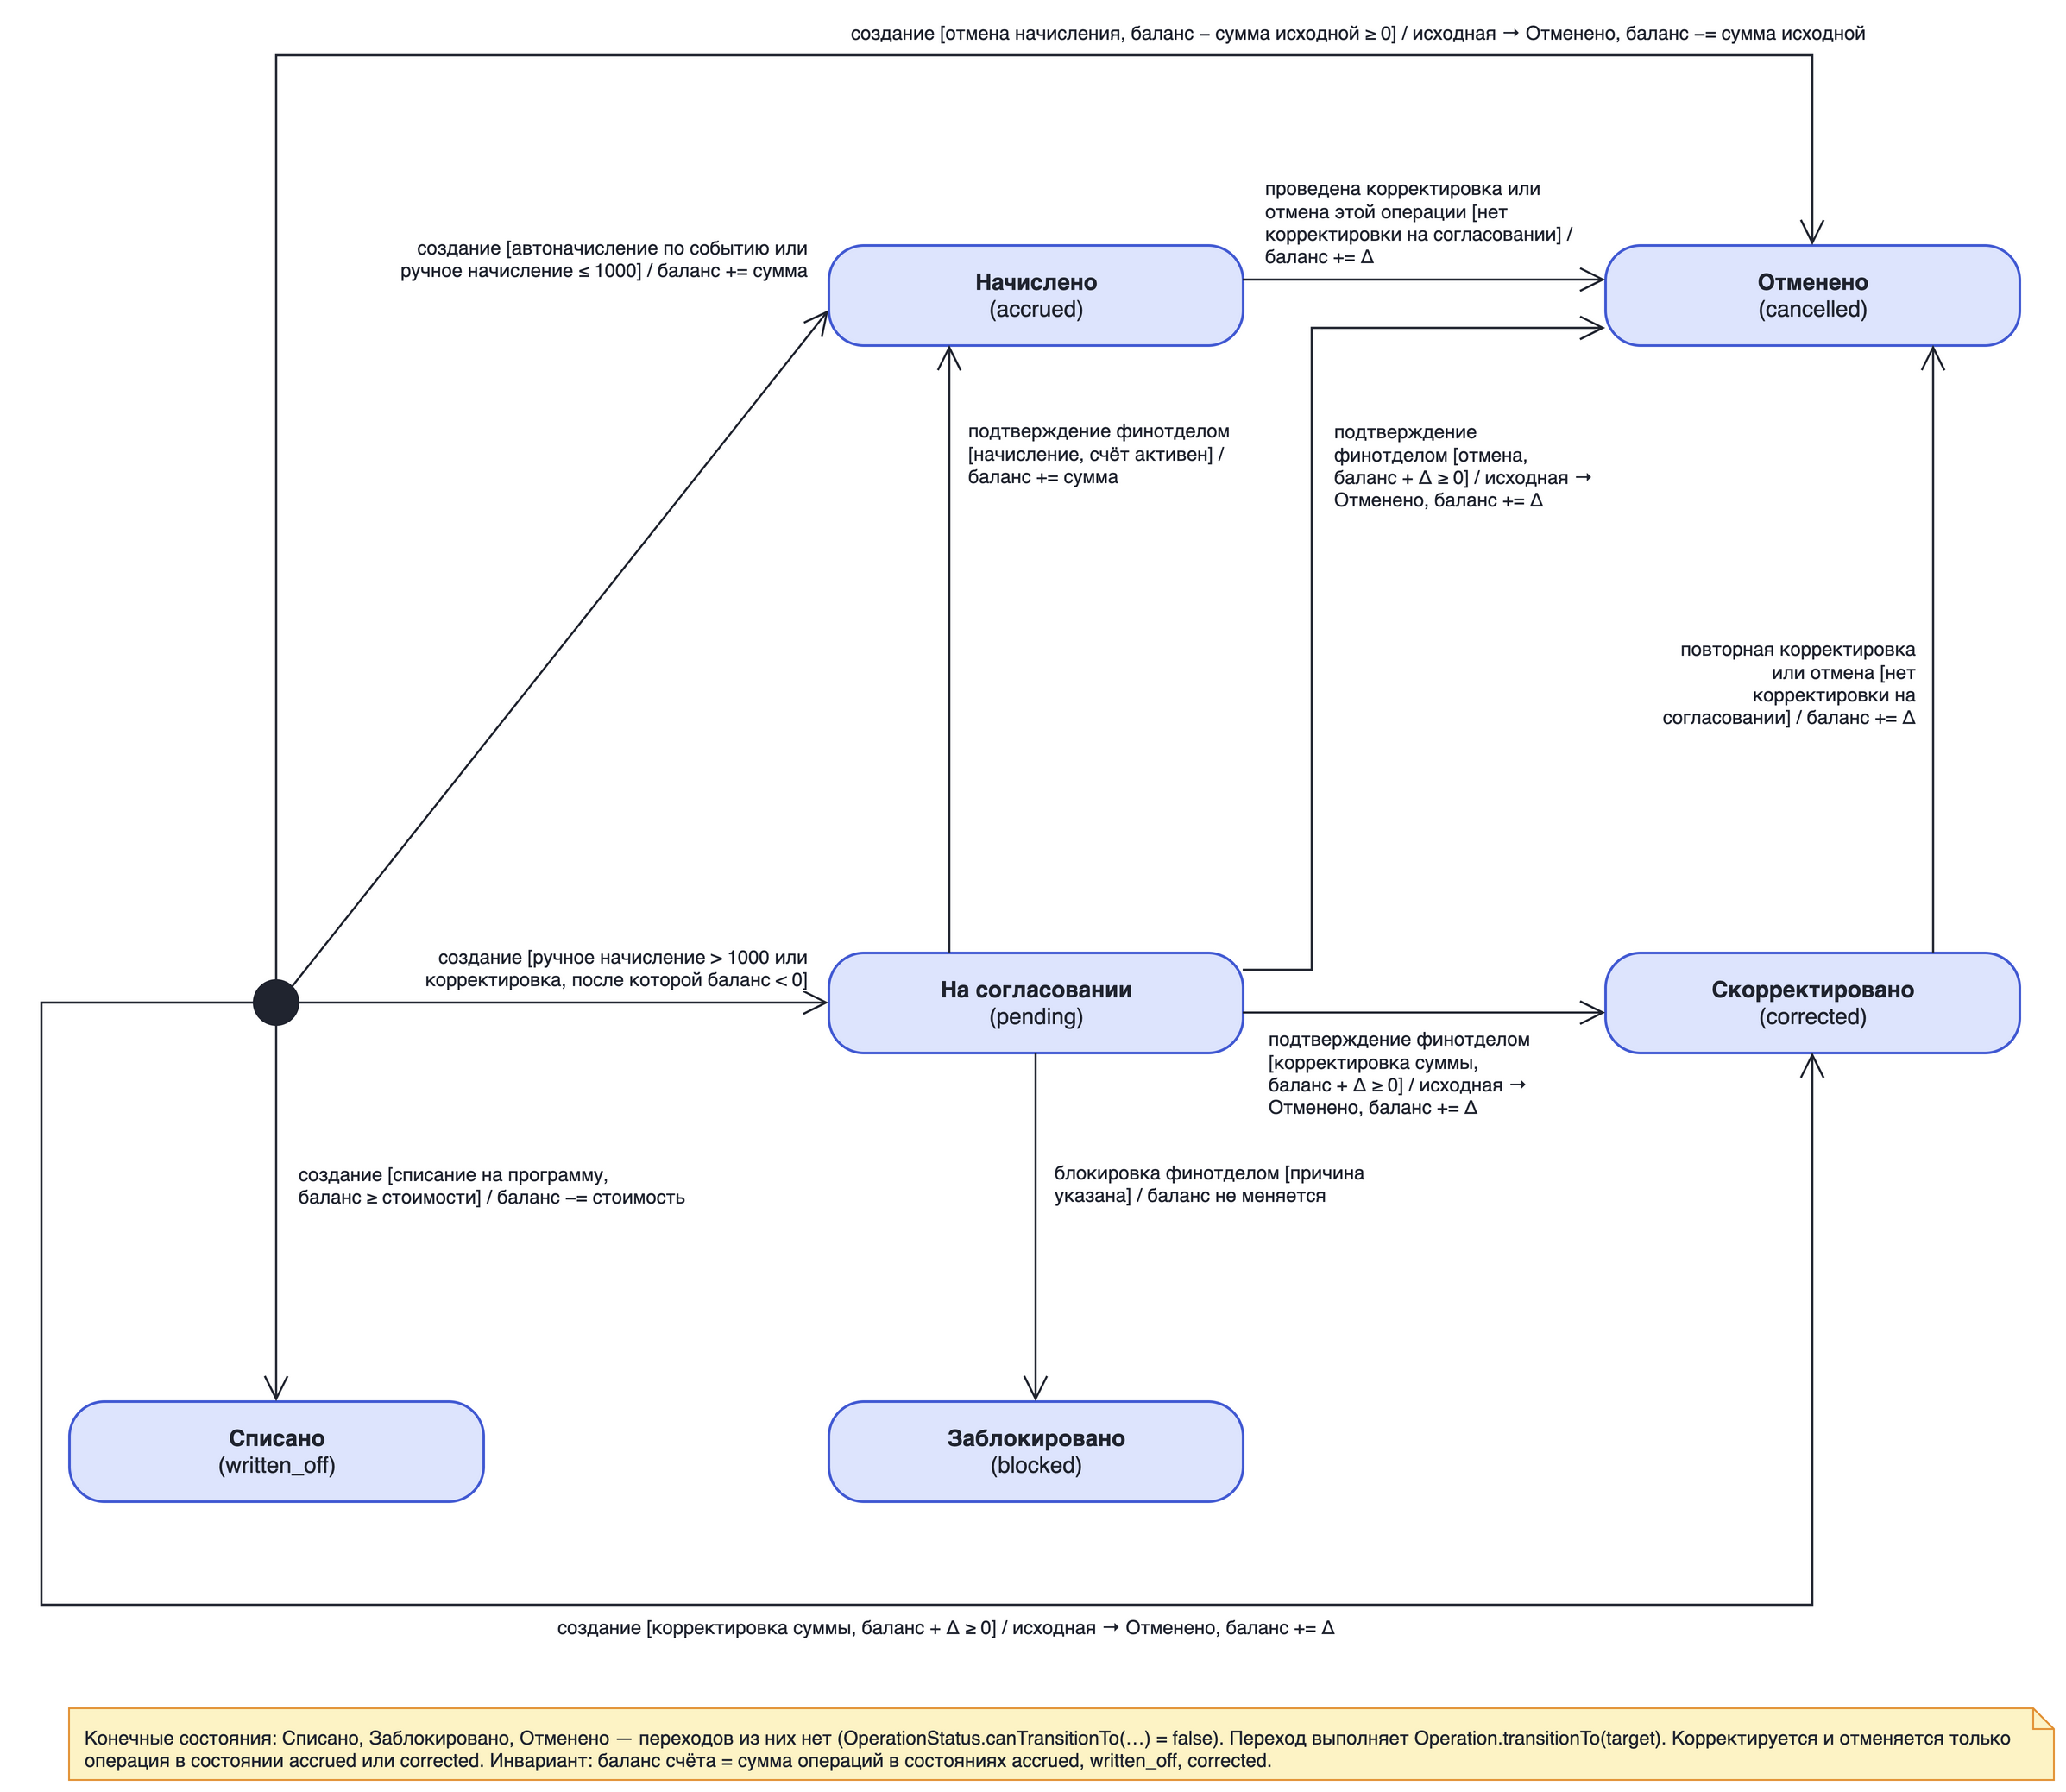 создание [отмена начисления, баланс – сумма исходной ≥ 0] / исходная → Отменено, баланс –= сумма исходной
проведена корректировка или
отмена этой операции [нет
корректировки на согласовании] /
баланс += Δ
создание [автоначисление по событию или
ручное начисление ≤ 1000] / баланс += сумма
Начислено
(accrued)
Отменено
(cancelled)
подтверждение финотделом
[начисление, счёт активен] /
баланс += сумма
подтверждение
финотделом [отмена,
баланс + Δ ≥ 0] / исходная →
Отменено, баланс += Δ
повторная корректировка
или отмена [нет
корректировки на
согласовании] / баланс += Δ
создание [ручное начисление > 1000 или
корректировка, после которой баланс < 0]
На согласовании
(pending)
Скорректировано
(corrected)
подтверждение финотделом
[корректировка суммы,
баланс + Δ ≥ 0] / исходная →
Отменено, баланс += Δ
создание [списание на программу,
баланс ≥ стоимости] / баланс –= стоимость
блокировка финотделом [причина
указана] / баланс не меняется
Списано
(written_off)
Заблокировано
(blocked)
создание [корректировка суммы, баланс + Δ ≥ 0] / исходная → Отменено, баланс += Δ
Конечные состояния: Списано, Заблокировано, Отменено — переходов из них нет (OperationStatus.canTransitionTo(…) = false). Переход выполняет Operation.transitionTo(target). Корректируется и отменяется только
операция в состоянии accrued или corrected. Инвариант: баланс счёта = сумма операций в состояниях accrued, written_off, corrected.